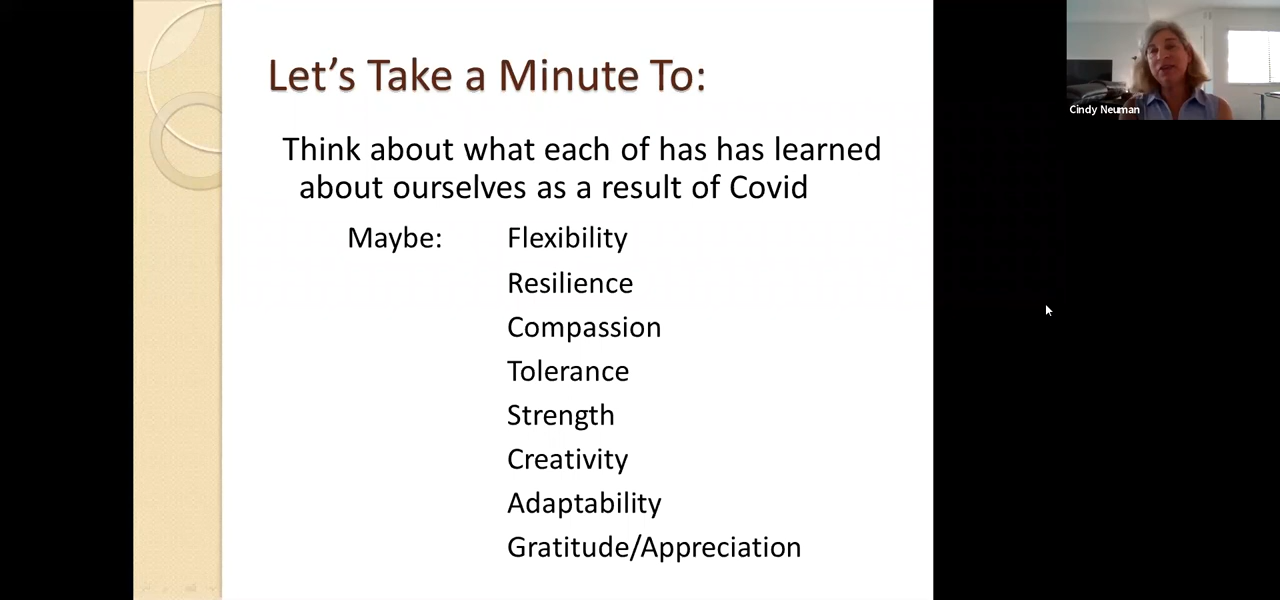 Let's Take a Minute To:
Think about what each of has has learned
about ourselves as a result of Covid
Maybe: Flexibility
Resilience
Compassion
Tolerance
Strength
Creativity
Adaptability
Gratitude/Appreciation
Cindy Neuman